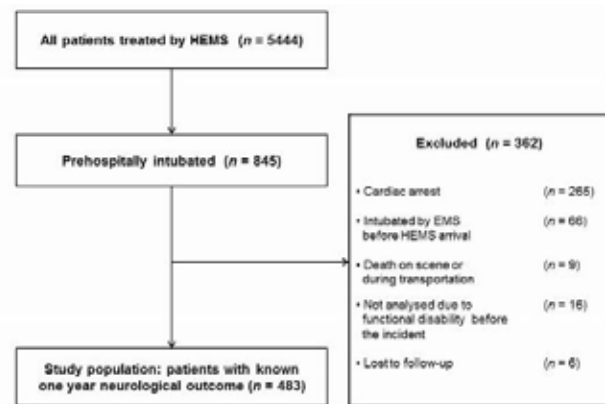 All patients treated by HEMS (n = 5444)
Prehospitally intubated (n = 845)
Excluded (n = 362)
• Cardiac arrest (n = 265)
• Intubated by EMS (n = 66)
before HEMS arrival
• Death on scene or (n = 9)
during transportation
• Not analysed due to (n = 16)
functional disability before
the incident
• Lost to follow-up (n = 6)
Study population: patients with known
one year neurological outcome (n = 483)